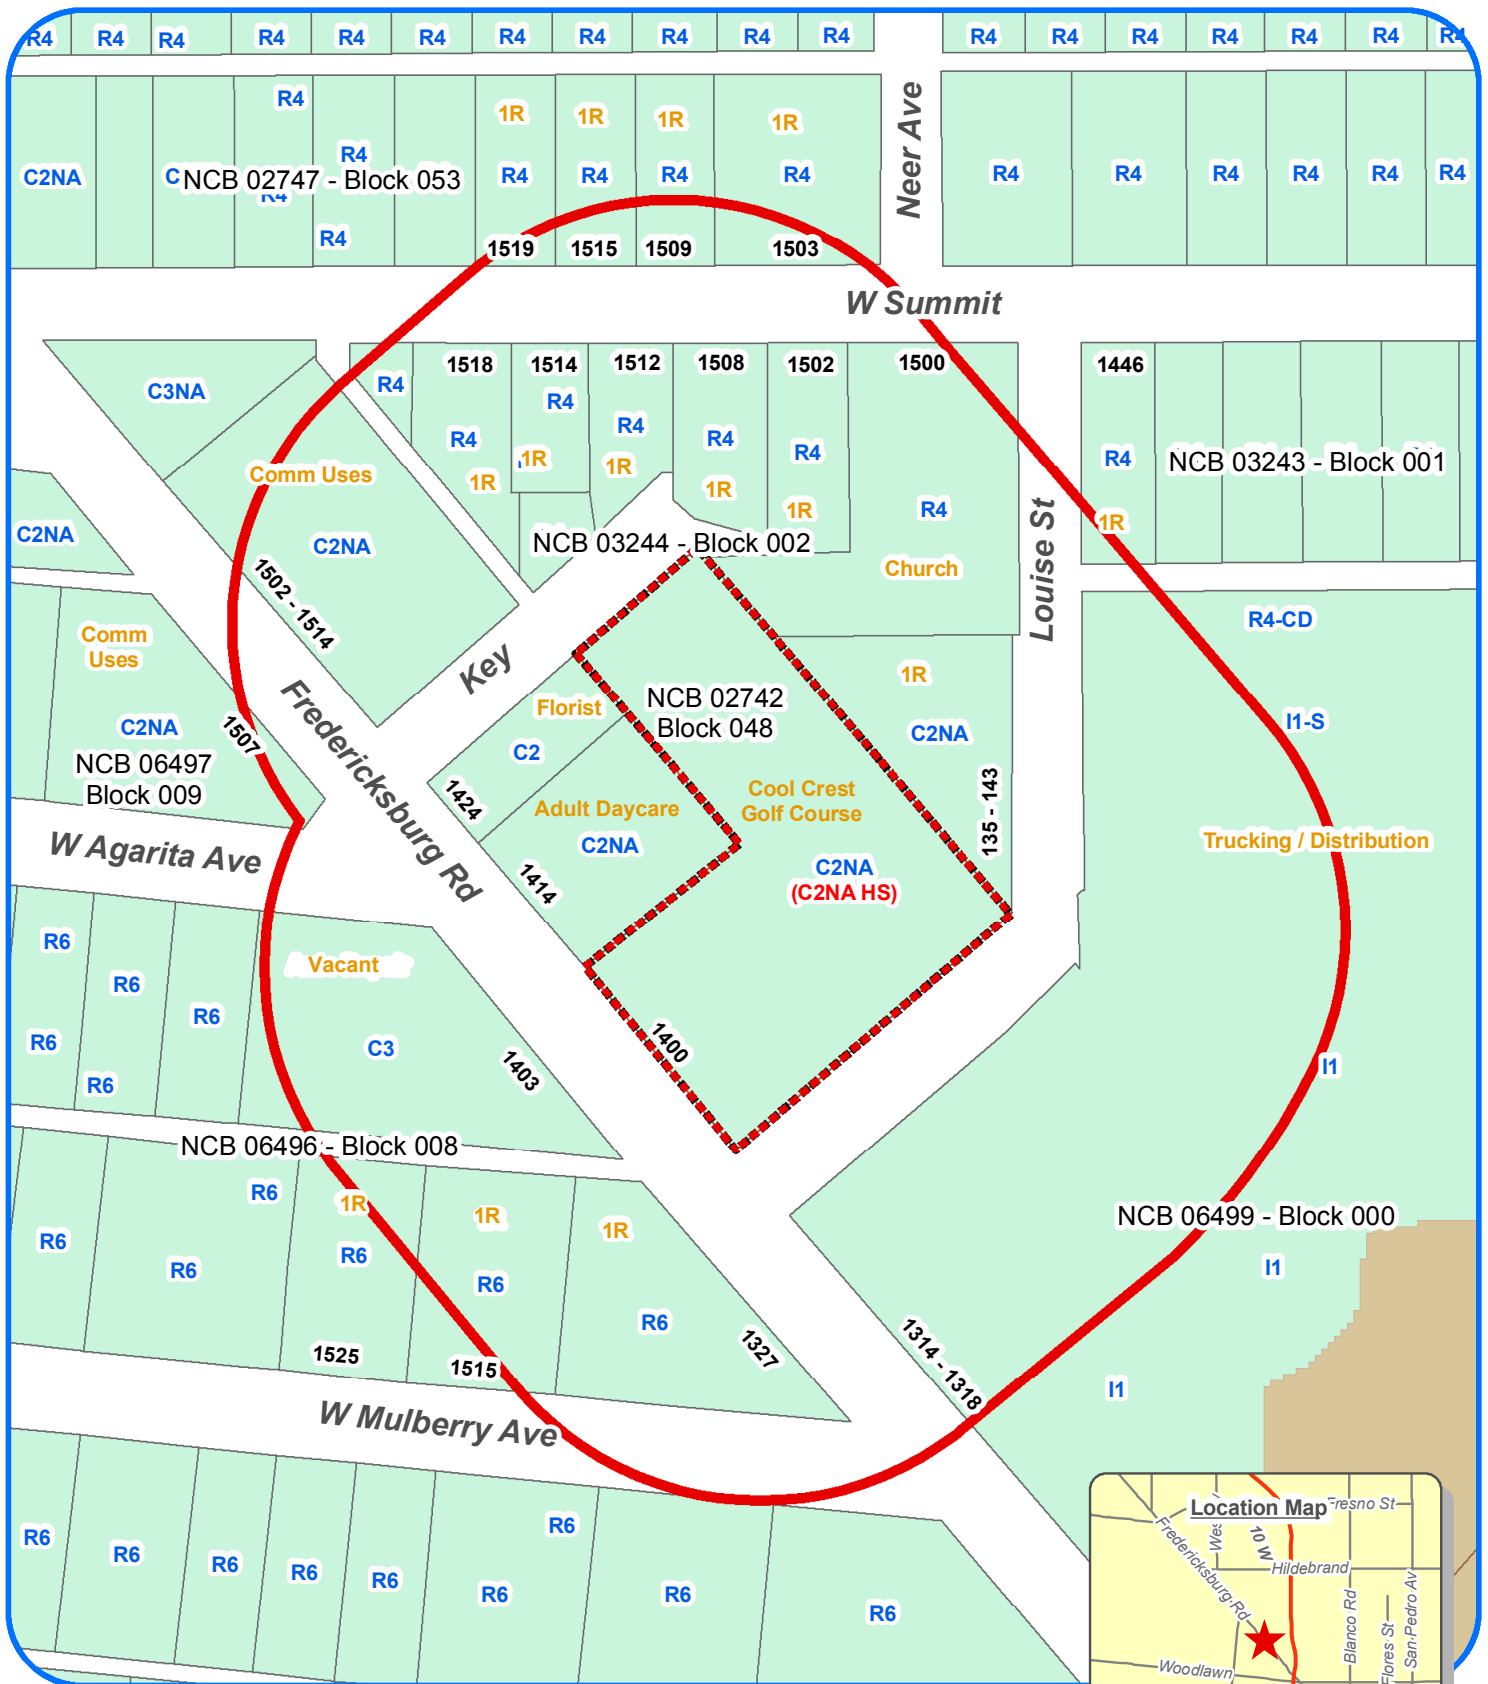 R4 R4 R4 R4 R4 R4 R4 R4 R4 R4 R4 R4 R4 R4 R4 R4 R4 R4
R4 1R 1R 1R 1R
Neer Ave
C2NA C NCB 02747 - Block 053 R4 R4 R4 R4 R4 R4 R4 R4 R4 R4 R4 R4
R4
R4
1519 1515 1509 1503
W Summit
1518 1514 1512 1508 1502 1500 1446
C3NA R4 R4
R4 R4 R4 R4 R4
NCB 03243 - Block 001
Comm Uses 1R 1R 1R 1R 1R
R4 1R
C2NA C2NA NCB 03244 - Block 002
Church
Louise St
1502 - 1514
R4-CD
Comm
Uses
Key
1R
Florist
NCB 02742
Block 048
I1-S
C2NA
1507
Fredericksburg Rd
C2
C2NA
NCB 06497
Block 009
1424
135 - 143
Cool Crest
Golf Course
Adult Daycare
C2NA
Trucking / Distribution
W Agarita Ave
C2NA
(C2NA HS)
1414
R6 Vacant
R6
R6
R6 C3 1400
I1
1403
R6
NCB 06496 - Block 008
R6 1R 1R 1R
NCB 06499 - Block 000
R6 R6 R6 R6 I1
R6
1525 1515 1327 1314 - 1318
I1
W Mulberry Ave
R6
R6 R6 R6 R6 R6 R6 R6 R6
Location Map
Fresno St
Wes
10 W
Fredericksburg Rd
Hildebrand
Blanco Rd
Flores St
San Pedro Av
Woodlawn